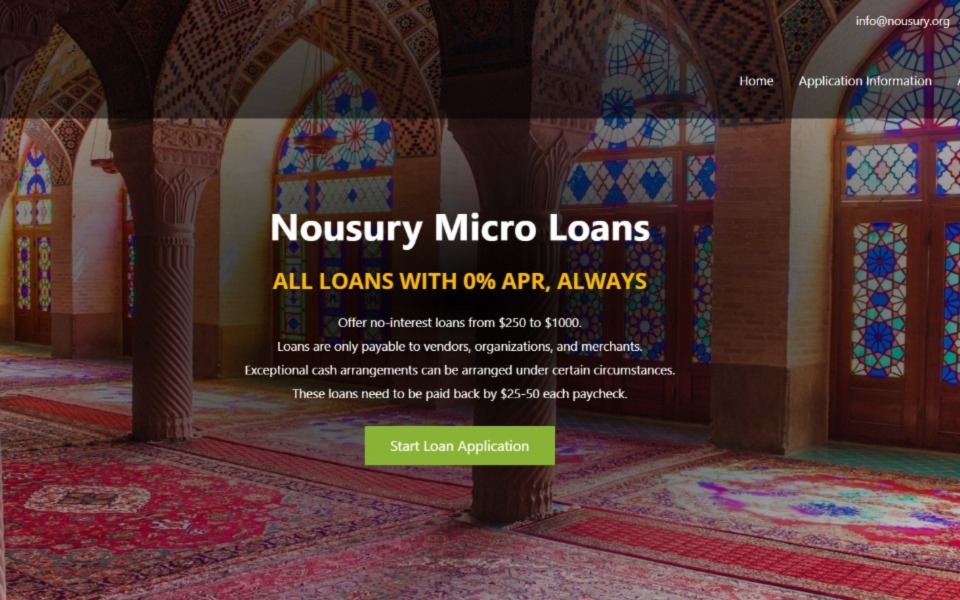 info@nousury.org
Home Application Information
Nousury Micro Loans
ALL LOANS WITH 0% APR, ALWAYS
Offer no-interest loans from $250 to $1000.
Loans are only payable to vendors, organizations, and merchants.
Exceptional cash arrangements can be arranged under certain circumstances.
These loans need to be paid back by $25-50 each paycheck.
Start Loan Application